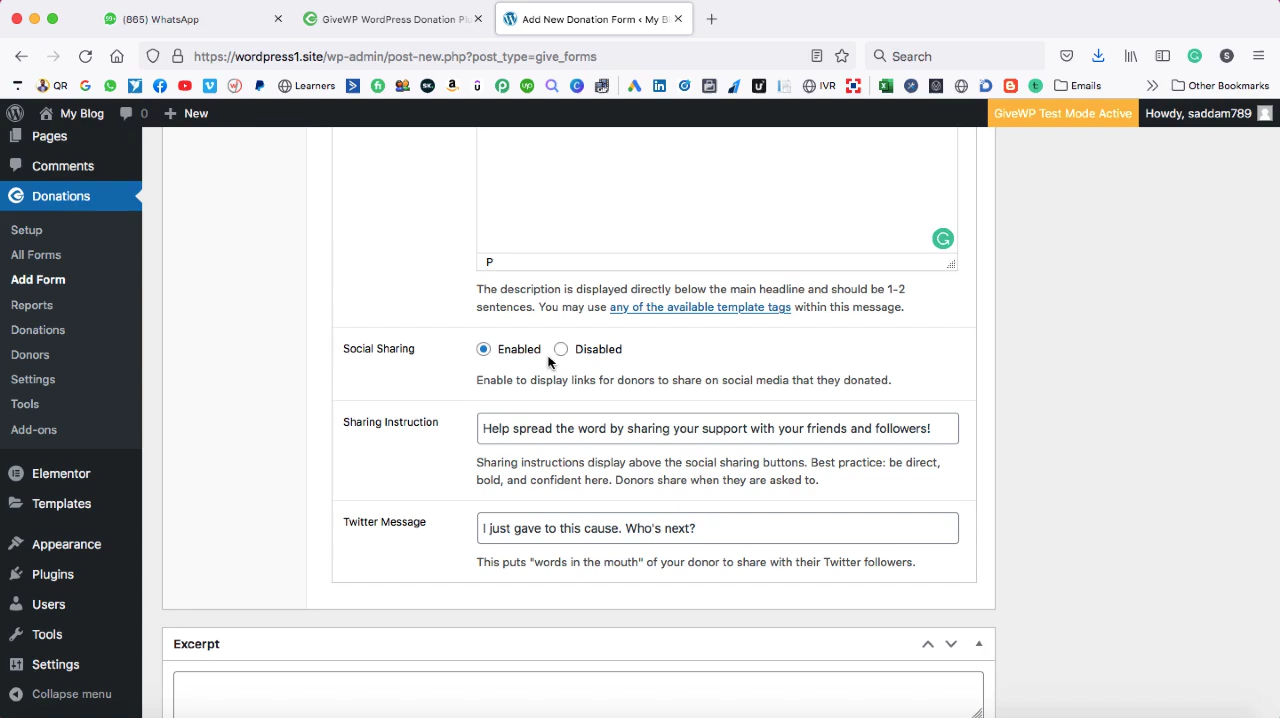 (865) WhatsApp
GiveWP WordPress Donation Plu
Add New Donation Form ‹ My B
https://wordpress1.site/wp-admin/post-new.php?post_type=give_forms
Search
QR
Learners
IVR
Emails
Other Bookmarks
My Blog
0
New
GiveWP Test Mode Active
Howdy, saddam789
Pages
Comments
Donations
Setup
All Forms
Add Form
Reports
Donations
Donors
Settings
Tools
Add-ons
Elementor
Templates
Appearance
Plugins
Users
Tools
Settings
Collapse menu
P
The description is displayed directly below the main headline and should be 1-2
sentences. You may use any of the available template tags within this message.
Social Sharing
Enabled
Disabled
Enable to display links for donors to share on social media that they donated.
Sharing Instruction
Help spread the word by sharing your support with your friends and followers!
Sharing instructions display above the social sharing buttons. Best practice: be direct,
bold, and confident here. Donors share when they are asked to.
Twitter Message
I just gave to this cause. Who's next?
This puts "words in the mouth" of your donor to share with their Twitter followers.
Excerpt